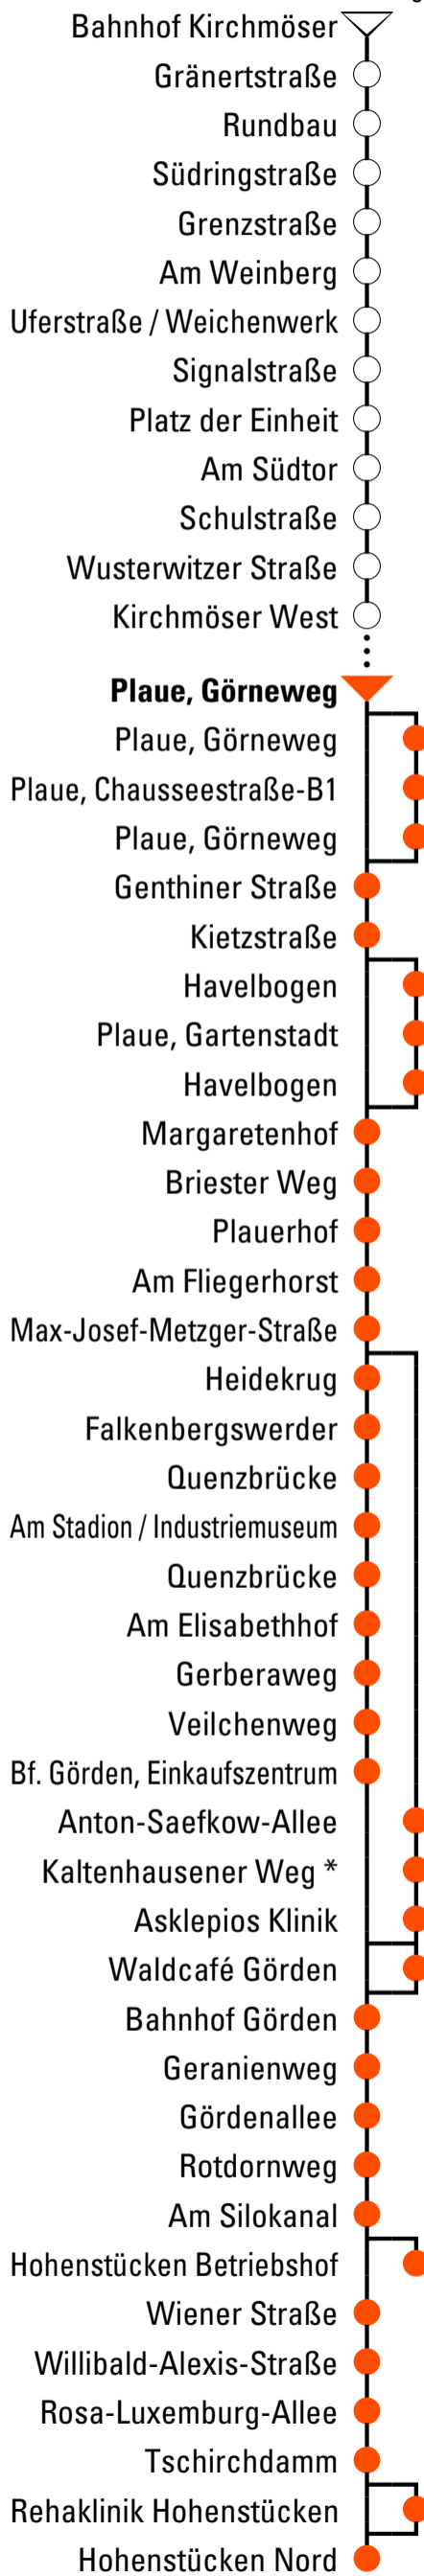 Bahnhof Kirchmöser
Gränertstraße
Rundbau
Südringstraße
Grenzstraße
Am Weinberg
Uferstraße / Weichenwerk
Signalstraße
Platz der Einheit
Am Südtor
Schulstraße
Wusterwitzer Straße
Kirchmöser West
Plaue, Görneweg
Plaue, Görneweg
Plaue, Chausseestraße-B1
Plaue, Görneweg
Genthiner Straße
Kietzstraße
Havelbogen
Plaue, Gartenstadt
Havelbogen
Margaretenhof
Briester Weg
Plauerhof
Am Fliegerhorst
Max-Josef-Metzger-Straße
Heidekrug
Falkenbergswerder
Quenzbrücke
Am Stadion / Industriemuseum
Quenzbrücke
Am Elisabethhof
Gerberaweg
Veilchenweg
Bf. Görden, Einkaufszentrum
Anton-Saefkow-Allee
Kaltenhausener Weg *
Asklepios Klinik
Waldcafé Görden
Bahnhof Görden
Geranienweg
Gördenallee
Rotdornweg
Am Silokanal
Hohenstücken Betriebshof
Wiener Straße
Willibald-Alexis-Straße
Rosa-Luxemburg-Allee
Tschirchdamm
Rehaklinik Hohenstücken
Hohenstücken Nord